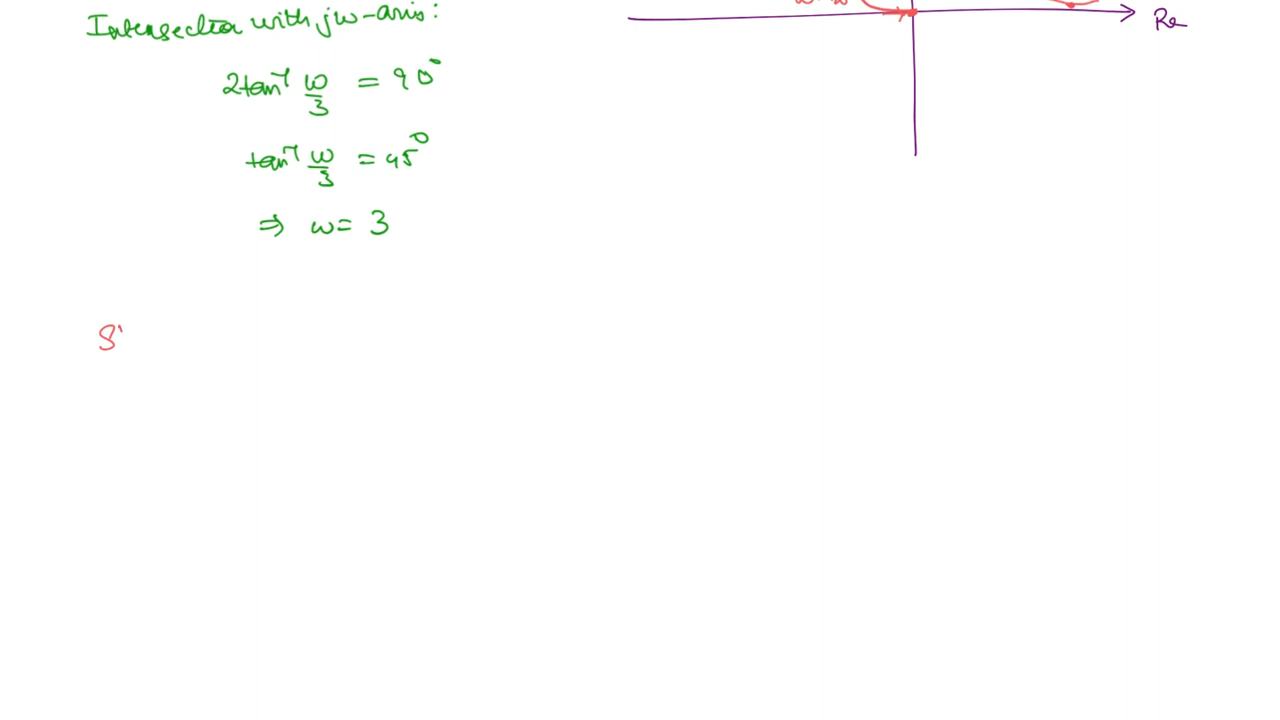 Intersection with jω-axis:
Re
2tan⁻¹ ω/3 = 90°
tan⁻¹ ω/3 = 45°
⇒ ω = 3